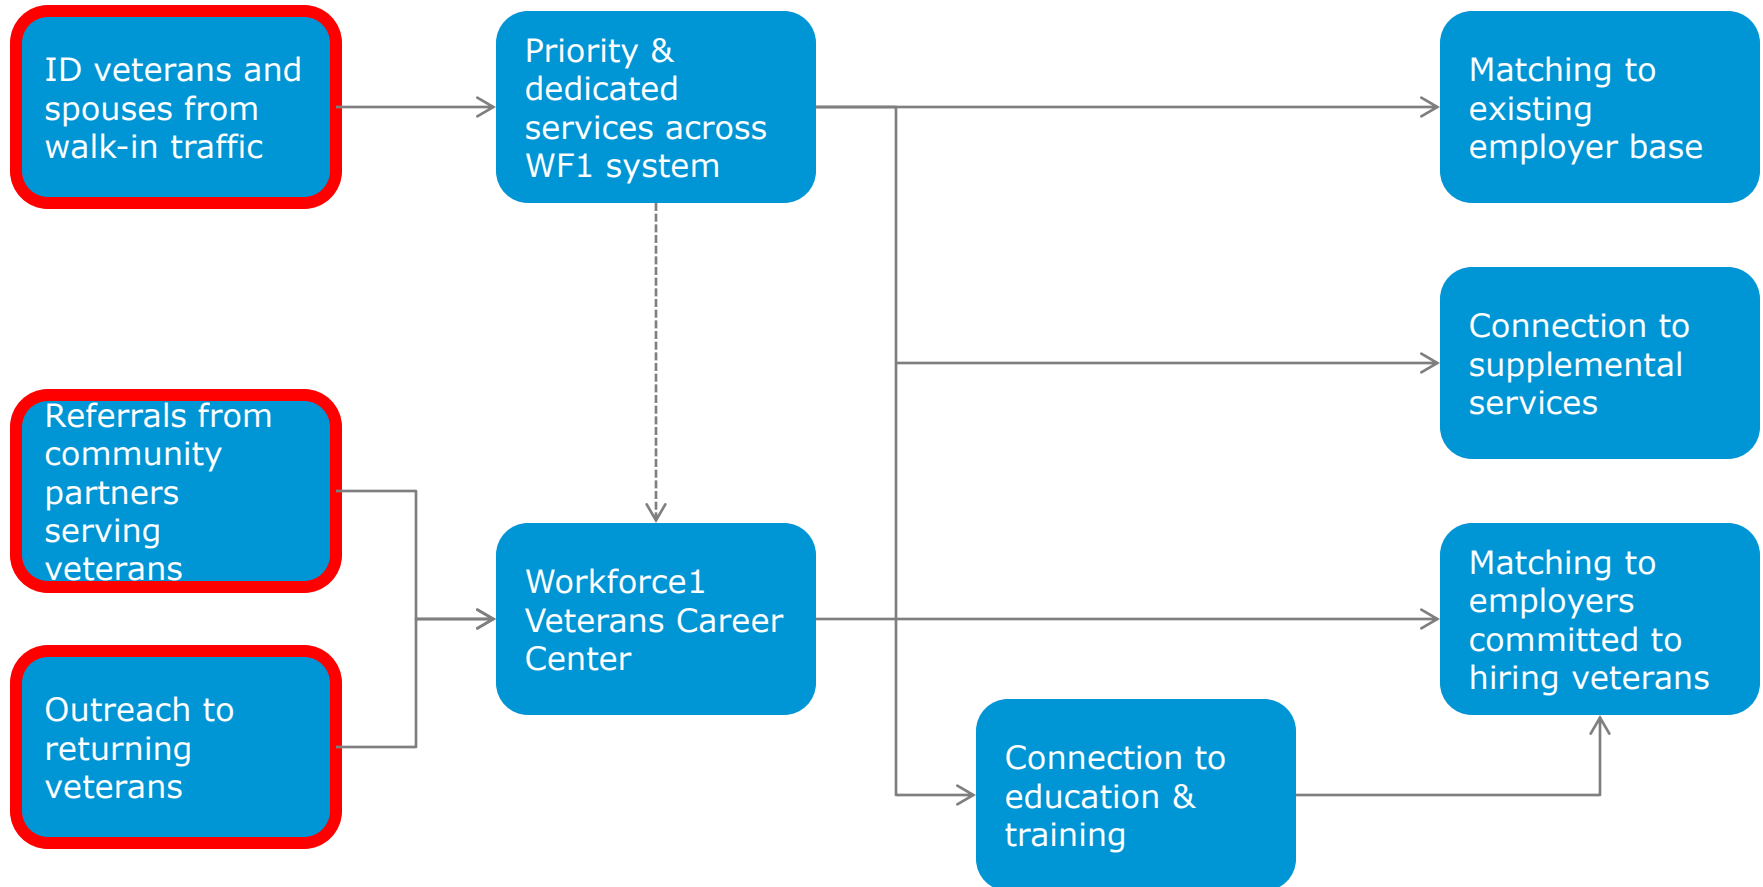 ID veterans and
spouses from
walk-in traffic
Priority &
dedicated
services across
WF1 system
Matching to
existing
employer base
Connection to
supplemental
services
Referrals from
community
partners
serving
veterans
Workforce1
Veterans Career
Center
Matching to
employers
committed to
hiring veterans
Outreach to
returning
veterans
Connection to
education &
training